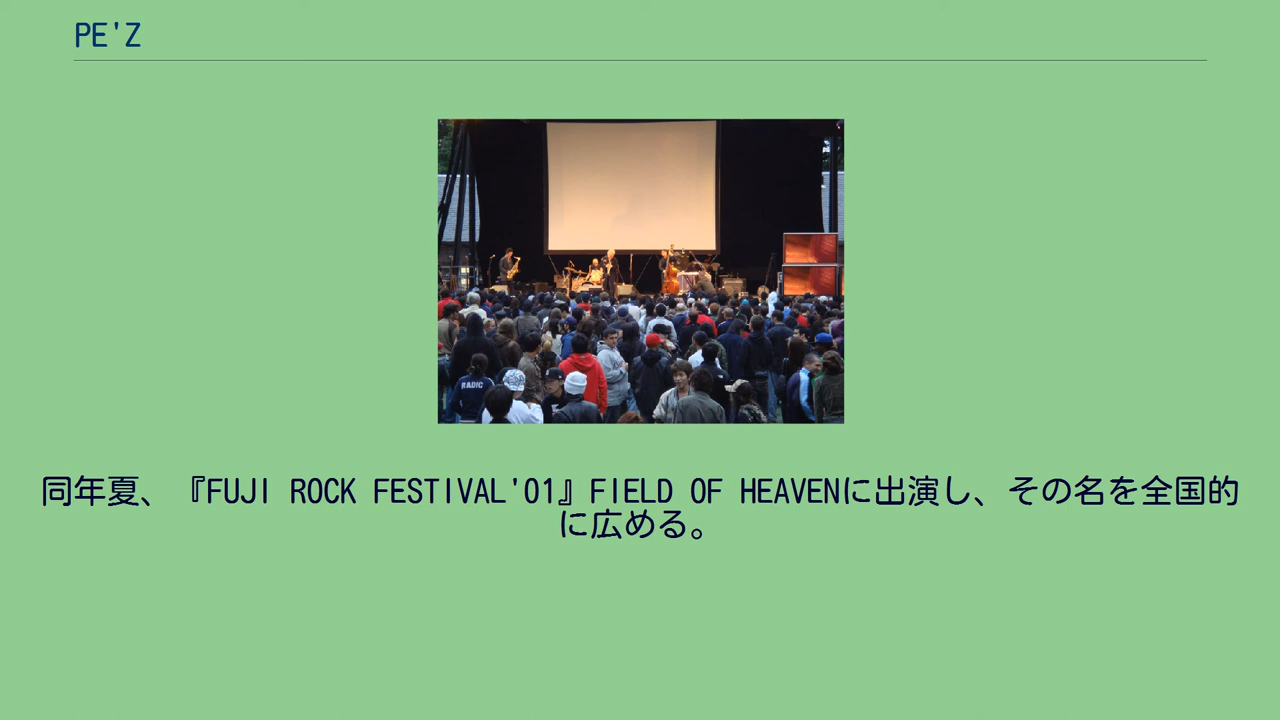 PE'Z
RADIC
同年夏、『FUJI ROCK FESTIVAL'01』FIELD OF HEAVENに出演し、その名を全国的
に広める。